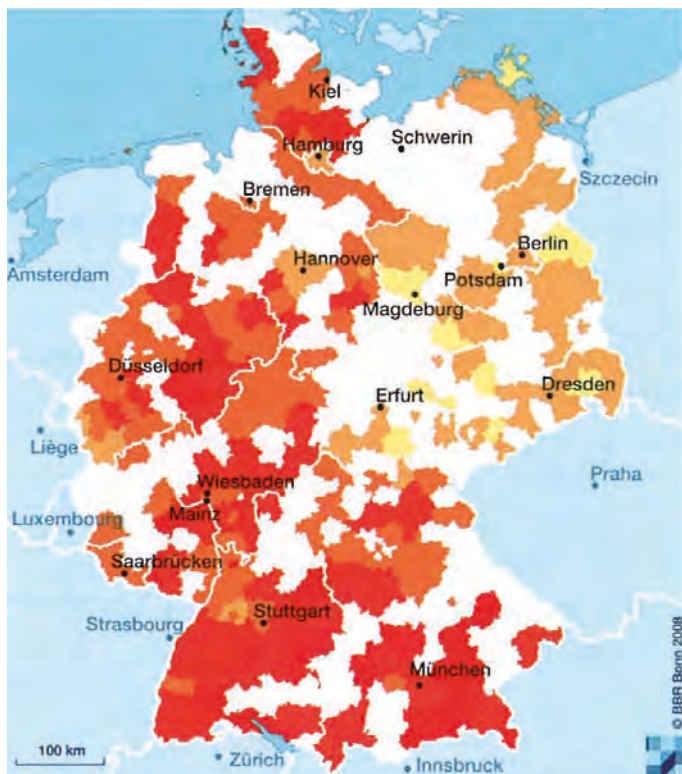 Kiel
Schwerin
Hamburg
Szczecin
Bremen
Berlin
Hannover
Amsterdam
Potsdam
Magdeburg
Düsseldorf
Dresden
Erfurt
Liège
Praha
Wiesbaden
Mainz
Luxembourg
Saarbrücken
Stuttgart
Strasbourg
München
© BBR Bonn 2008
100 km
Zürich
Innsbruck